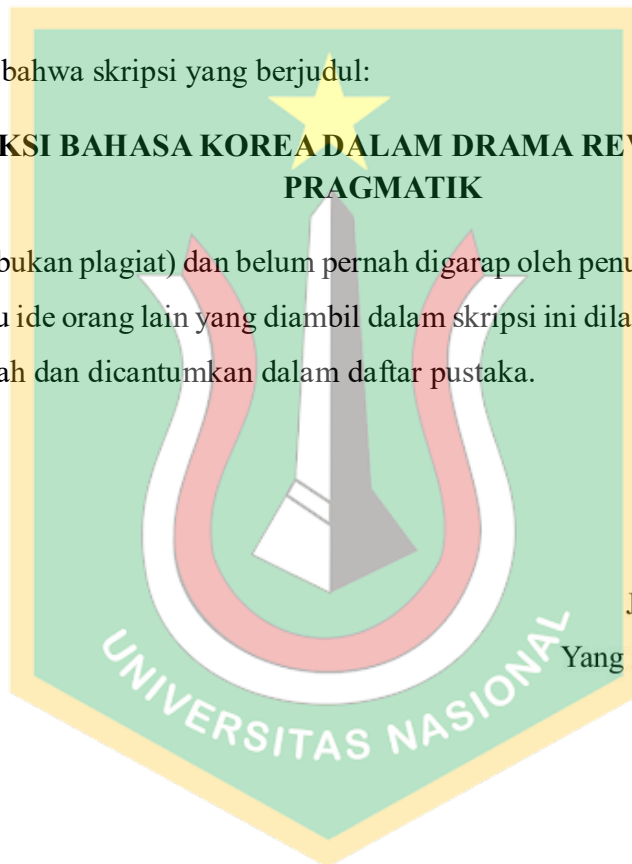 bahwa skripsi yang berjudul:
KSI BAHASA KOREA DALAM DRAMA REV
PRAGMATIK
bukan plagiat) dan belum pernah digarap oleh penu
u ide orang lain yang diambil dalam skripsi ini dila
ah dan dicantumkan dalam daftar pustaka.
J
Yang
UNIVERSITAS NASIONAL